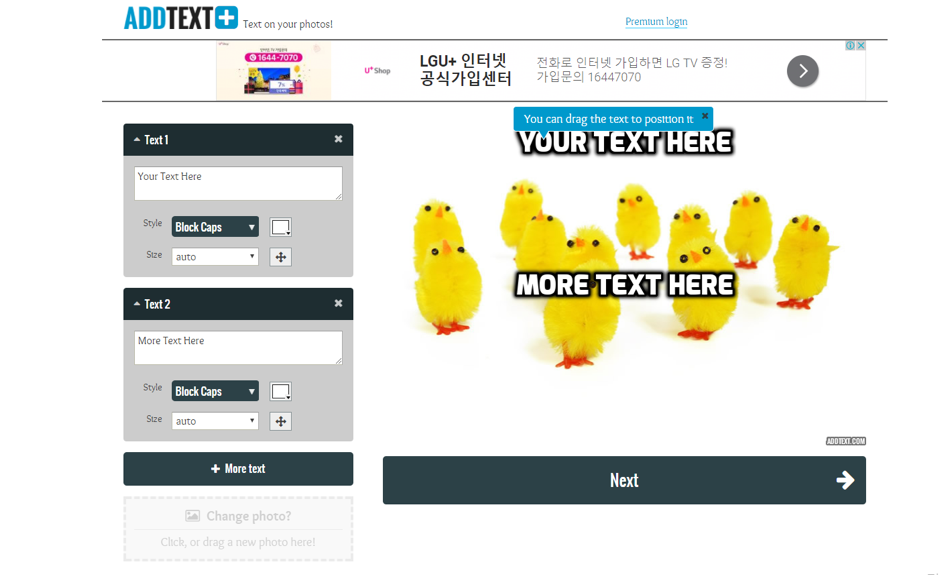 ADDTEXT
Text on your photos!
Premium login
U+Shop
1644-7070
U+Shop
LGU+ 인터넷
공식가입센터
전화로 인터넷 가입하면 LG TV 증정!
가입문의 16447070
Text 1
Your Text Here
Style
Block Caps
Size
auto
Text 2
More Text Here
Style
Block Caps
Size
auto
+ More text
Change photo?
Click, or drag a new photo here!
You can drag the text to position it
YOUR TEXT HERE
MORE TEXT HERE
ADDTEXT.COM
Next